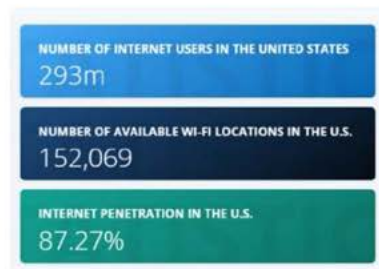 NUMBER OF INTERNET USERS IN THE UNITED STATES
293m
NUMBER OF AVAILABLE WI-FI LOCATIONS IN THE U.S.
152,069
INTERNET PENETRATION IN THE U.S.
87.27%